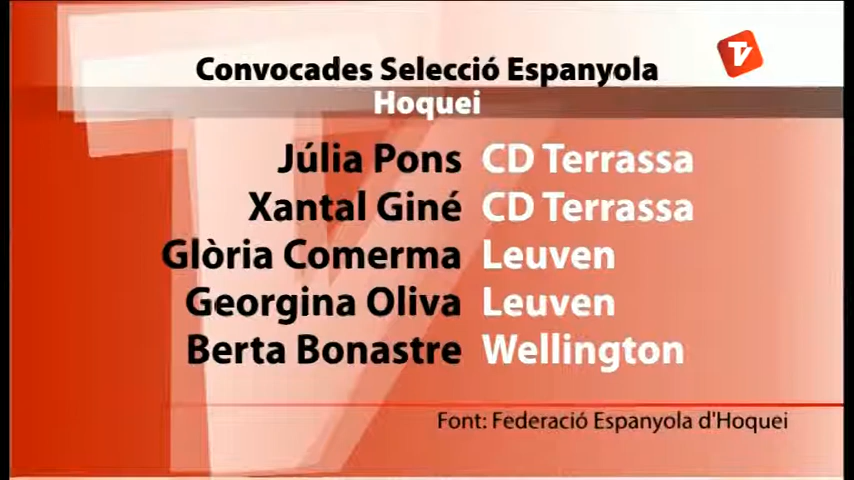 Convocades Selecció Espanyola
TV
Hoquei
Júlia Pons CD Terrassa
Xantal Giné CD Terrassa
Glòria Comerma Leuven
Georgina Oliva Leuven
Berta Bonastre Wellington
Font: Federació Espanyola d'Hoquei